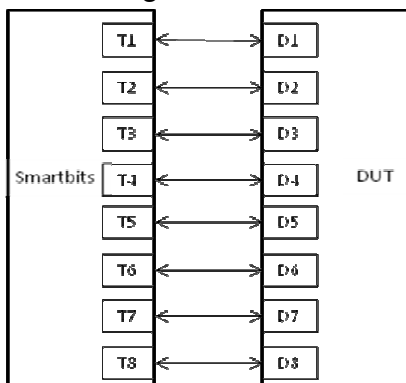 T1 D1
T2 D2
T3 D3
Smartbits T4 D4 DUT
T5 D5
T6 D6
T7 D7
T8 D8